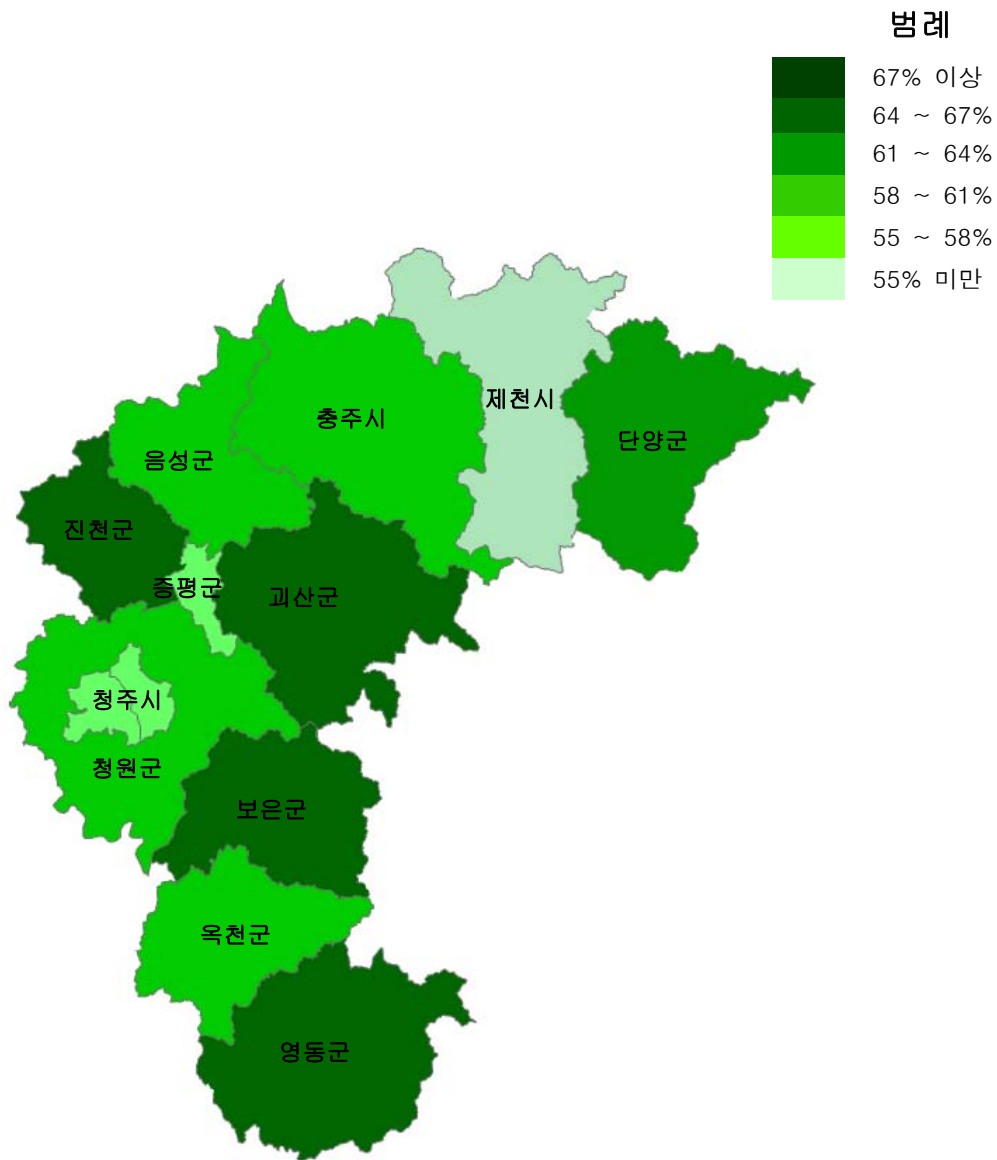 범례
67% 이상
64 ~ 67%
61 ~ 64%
58 ~ 61%
55 ~ 58%
55% 미만
제천시
충주시
단양군
음성군
진천군
증평군
괴산군
청주시
청원군
보은군
옥천군
영동군